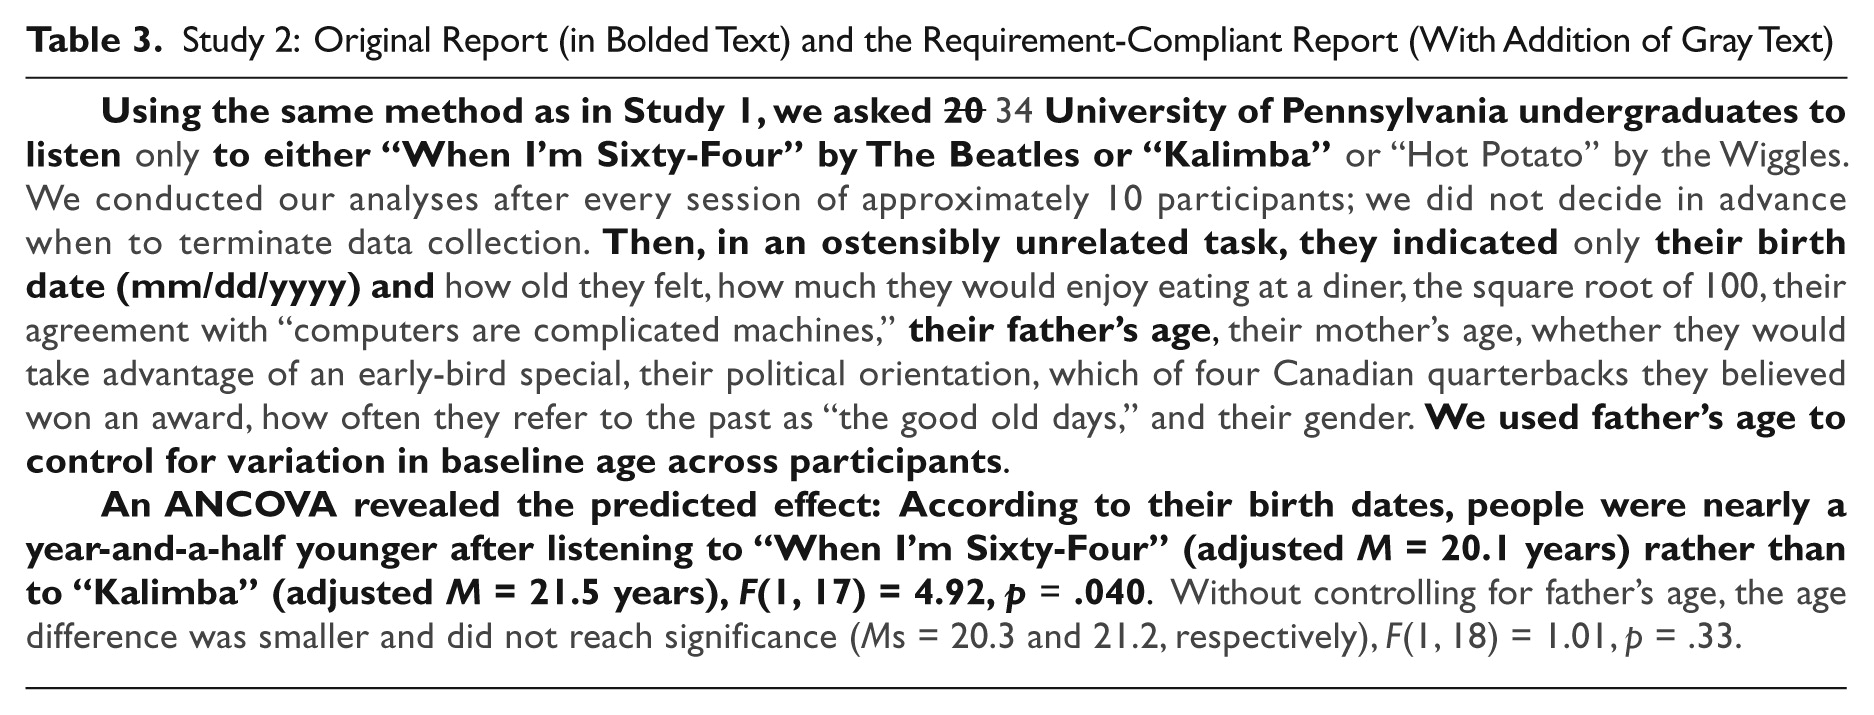 Table 3. Study 2: Original Report (in Bolded Text) and the Requirement-Compliant Report (With Addition of Gray Text)
Using the same method as in Study 1, we asked 20 34 University of Pennsylvania undergraduates to
listen only to either “When I’m Sixty-Four” by The Beatles or “Kalimba” or “Hot Potato” by the Wiggles.
We conducted our analyses after every session of approximately 10 participants; we did not decide in advance
when to terminate data collection. Then, in an ostensibly unrelated task, they indicated only their birth
date (mm/dd/yyyy) and how old they felt, how much they would enjoy eating at a diner, the square root of 100, their
agreement with “computers are complicated machines,” their father’s age, their mother’s age, whether they would
take advantage of an early-bird special, their political orientation, which of four Canadian quarterbacks they believed
won an award, how often they refer to the past as “the good old days,” and their gender. We used father’s age to
control for variation in baseline age across participants.
An ANCOVA revealed the predicted effect: According to their birth dates, people were nearly a
year-and-a-half younger after listening to “When I’m Sixty-Four” (adjusted M = 20.1 years) rather than
to “Kalimba” (adjusted M = 21.5 years), F(1, 17) = 4.92, p = .040. Without controlling for father’s age, the age
difference was smaller and did not reach significance (Ms = 20.3 and 21.2, respectively), F(1, 18) = 1.01, p = .33.